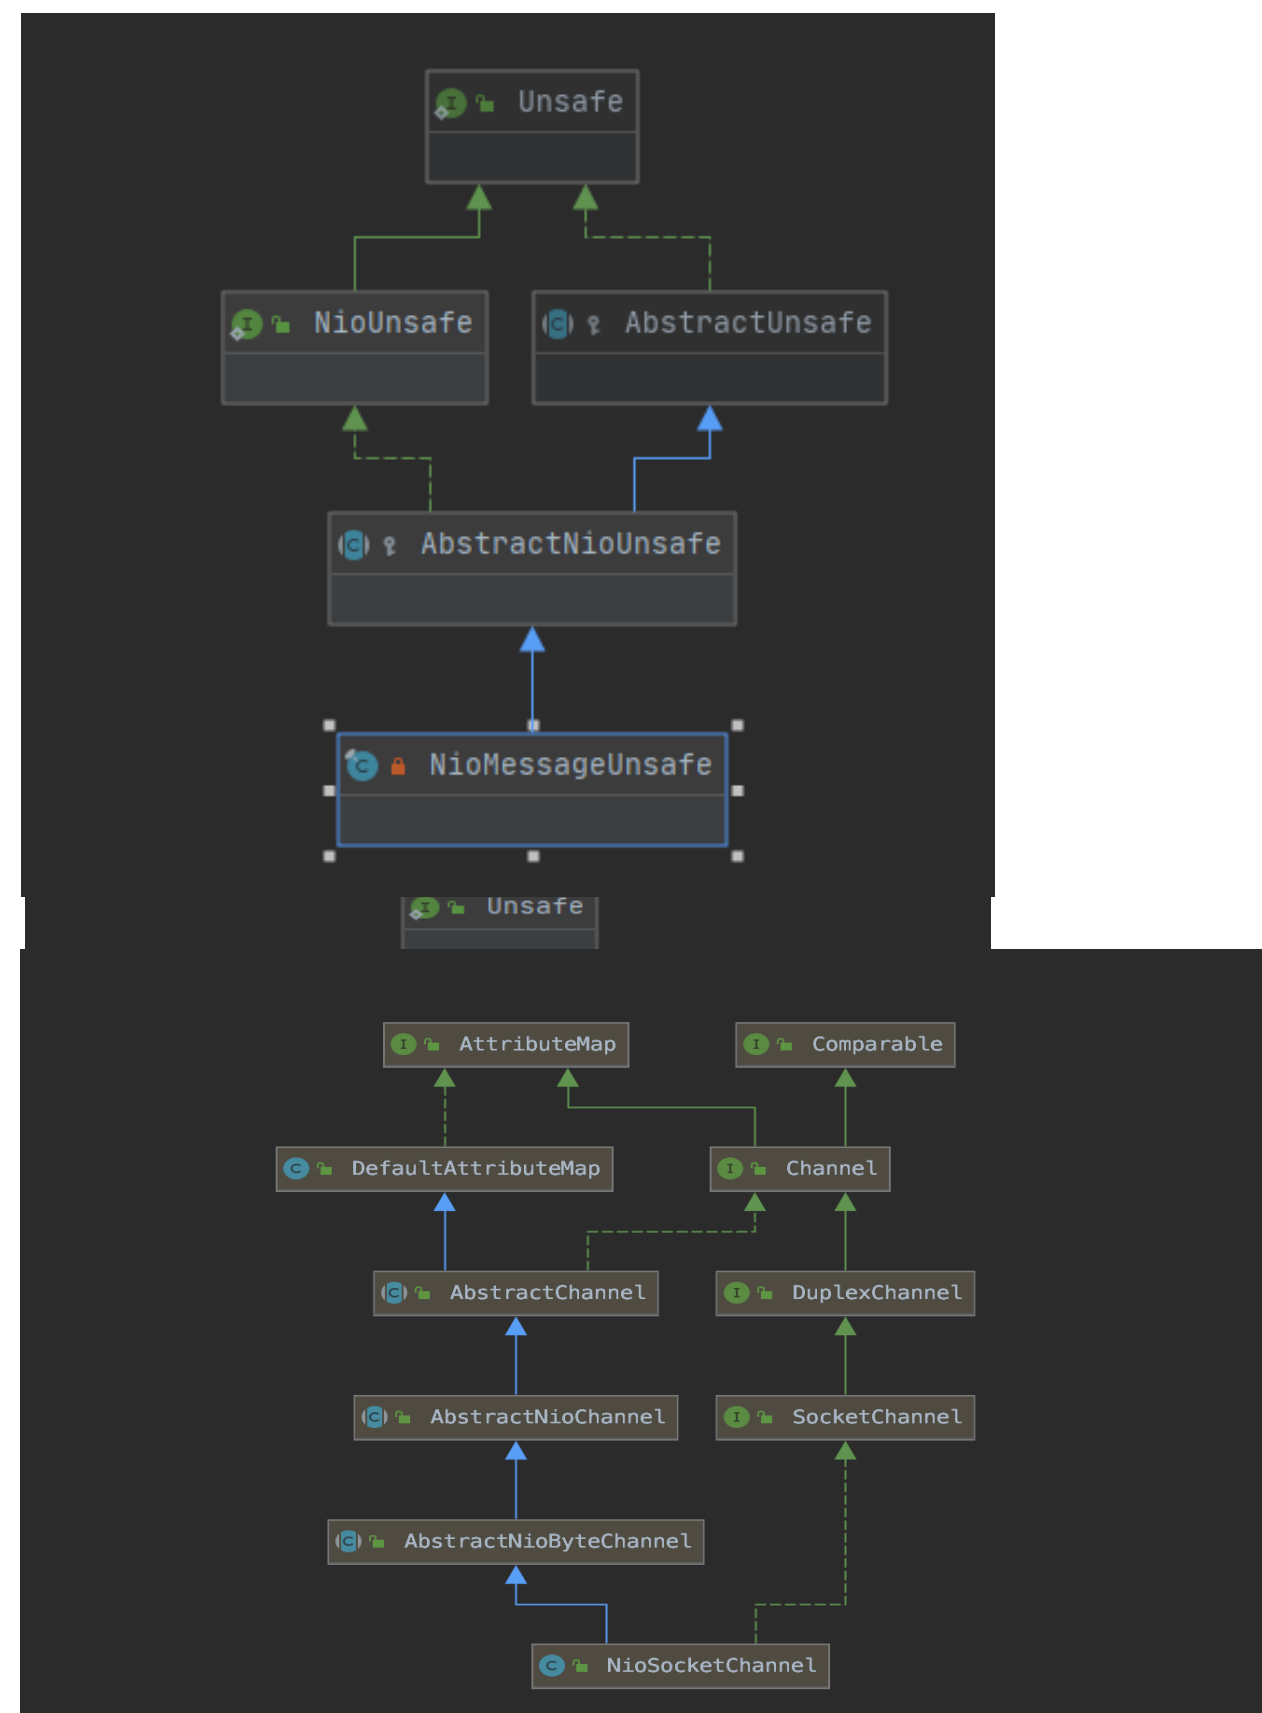 Unsafe
NioUnsafe
AbstractUnsafe
AbstractNioUnsafe
NioMessageUnsafe
Unsafe
AttributeMap
Comparable
DefaultAttributeMap
Channel
AbstractChannel
DuplexChannel
AbstractNioChannel
SocketChannel
AbstractNioByteChannel
NioSocketChannel